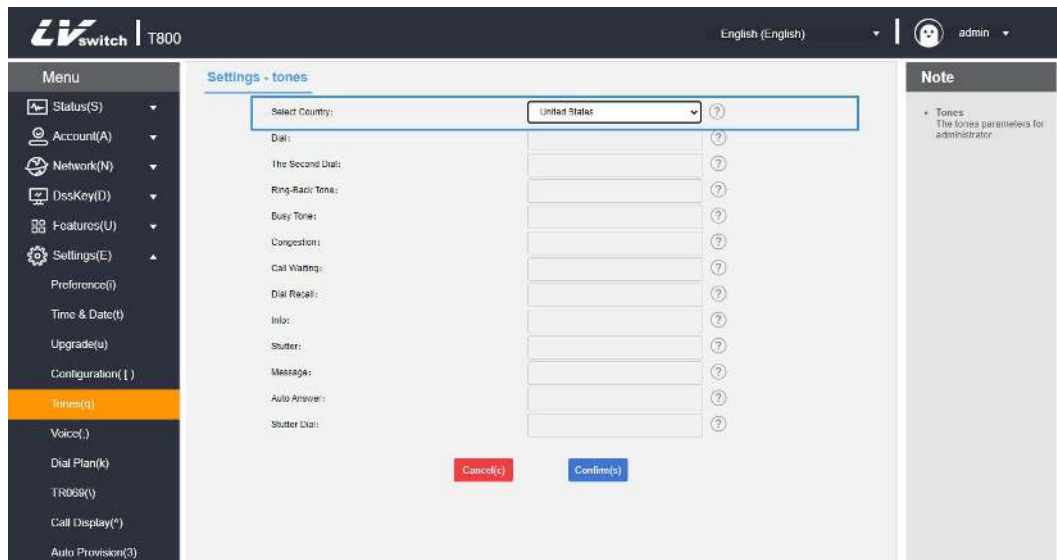 LVswitch | T800
English (English)
admin
Menu
Status(S)
Account(A)
Network(N)
DssKey(D)
Features(U)
Settings(E)
Preference(i)
Time & Date(t)
Upgrade(u)
Configuration( [ )
Tones(q)
Voice(;)
Dial Plan(k)
TR069(\)
Call Display(^)
Auto Provision(3)
Settings - tones
Select Country: United States
Dial:
The Second Dial:
Ring-Back Tone:
Busy Tone:
Congestion:
Call Waiting:
Dial Recall:
Info:
Stutter:
Message:
Auto Answer:
Stutter Dial:
Cancel(c) Confirm(s)
Note
Tones
The tones parameters for
administrator